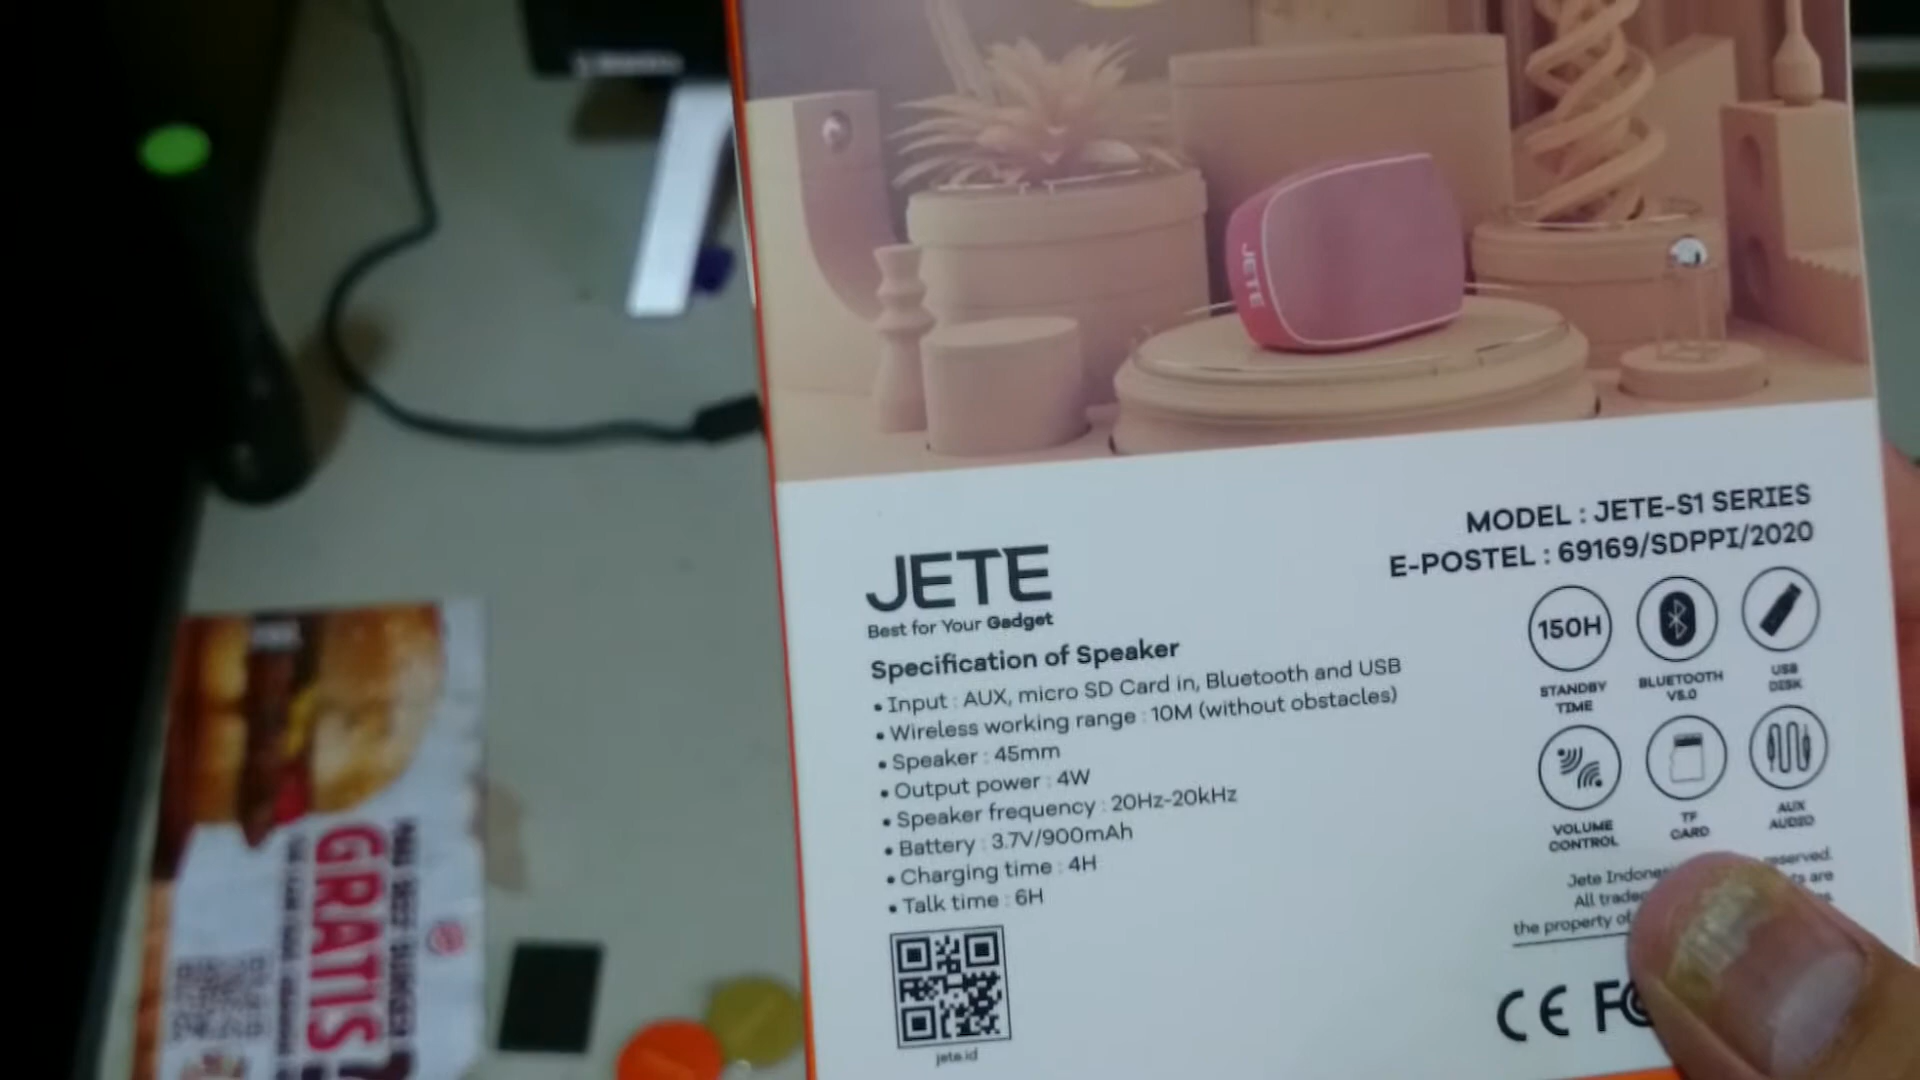 JETE
MODEL : JETE-S1 SERIES
E-POSTEL : 69169/SDPPI/2020
JETE
Best for Your Gadget
Specification of Speaker
• Input : AUX, micro SD Card in, Bluetooth and USB
• Wireless working range : 10M (without obstacles)
• Speaker : 45mm
• Output power : 4W
• Speaker frequency : 20Hz-20kHz
• Battery : 3.7V/900mAh
• Charging time : 4H
• Talk time : 6H
150H
STANDBY
TIME
BLUETOOTH
V5.0
USB
DISK
VOLUME
CONTROL
TF
CARD
AUX
AUDIO
Jete reserved.
All are
the property of
jete.id
CE FC
GRATIS